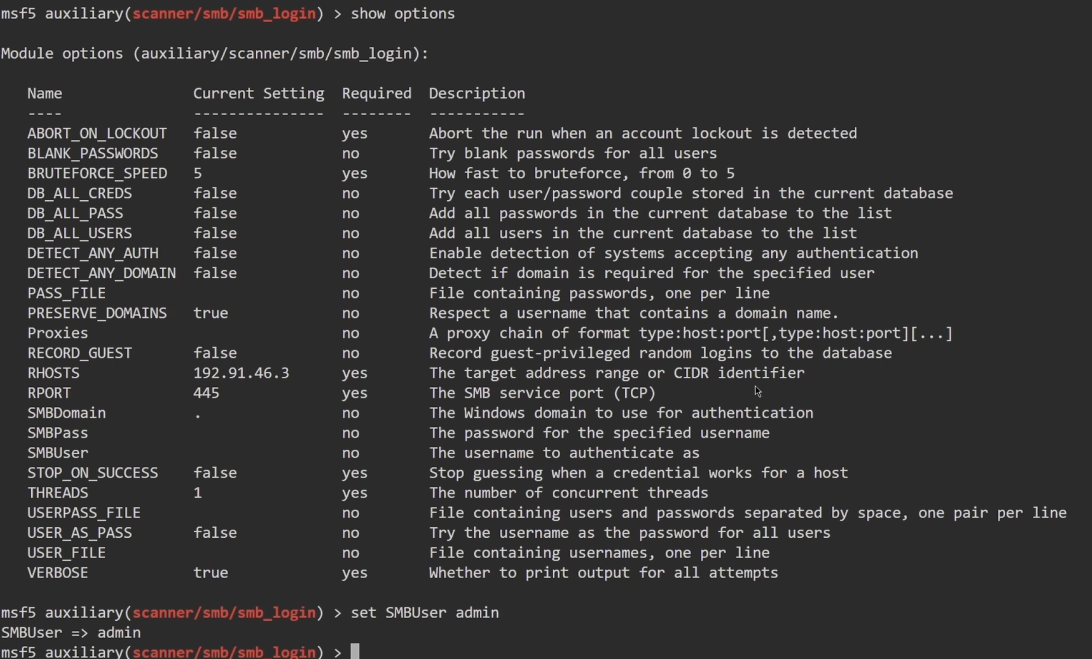 msf5 auxiliary(scanner/smb/smb_login) > show options
Module options (auxiliary/scanner/smb/smb_login):
Name Current Setting Required Description
---- --------------- -------- -----------
ABORT_ON_LOCKOUT false yes Abort the run when an account lockout is detected
BLANK_PASSWORDS false no Try blank passwords for all users
BRUTEFORCE_SPEED 5 yes How fast to bruteforce, from 0 to 5
DB_ALL_CREDS false no Try each user/password couple stored in the current database
DB_ALL_PASS false no Add all passwords in the current database to the list
DB_ALL_USERS false no Add all users in the current database to the list
DETECT_ANY_AUTH false no Enable detection of systems accepting any authentication
DETECT_ANY_DOMAIN false no Detect if domain is required for the specified user
PASS_FILE no File containing passwords, one per line
PRESERVE_DOMAINS true no Respect a username that contains a domain name.
Proxies no A proxy chain of format type:host:port[,type:host:port][...]
RECORD_GUEST false no Record guest-privileged random logins to the database
RHOSTS 192.91.46.3 yes The target address range or CIDR identifier
RPORT 445 yes The SMB service port (TCP)
SMBDomain . no The Windows domain to use for authentication
SMBPass no The password for the specified username
SMBUser no The username to authenticate as
STOP_ON_SUCCESS false yes Stop guessing when a credential works for a host
THREADS 1 yes The number of concurrent threads
USERPASS_FILE no File containing users and passwords separated by space, one pair per line
USER_AS_PASS false no Try the username as the password for all users
USER_FILE no File containing usernames, one per line
VERBOSE true yes Whether to print output for all attempts
msf5 auxiliary(scanner/smb/smb_login) > set SMBUser admin
SMBUser => admin
msf5 auxiliary(scanner/smb/smb_login) >